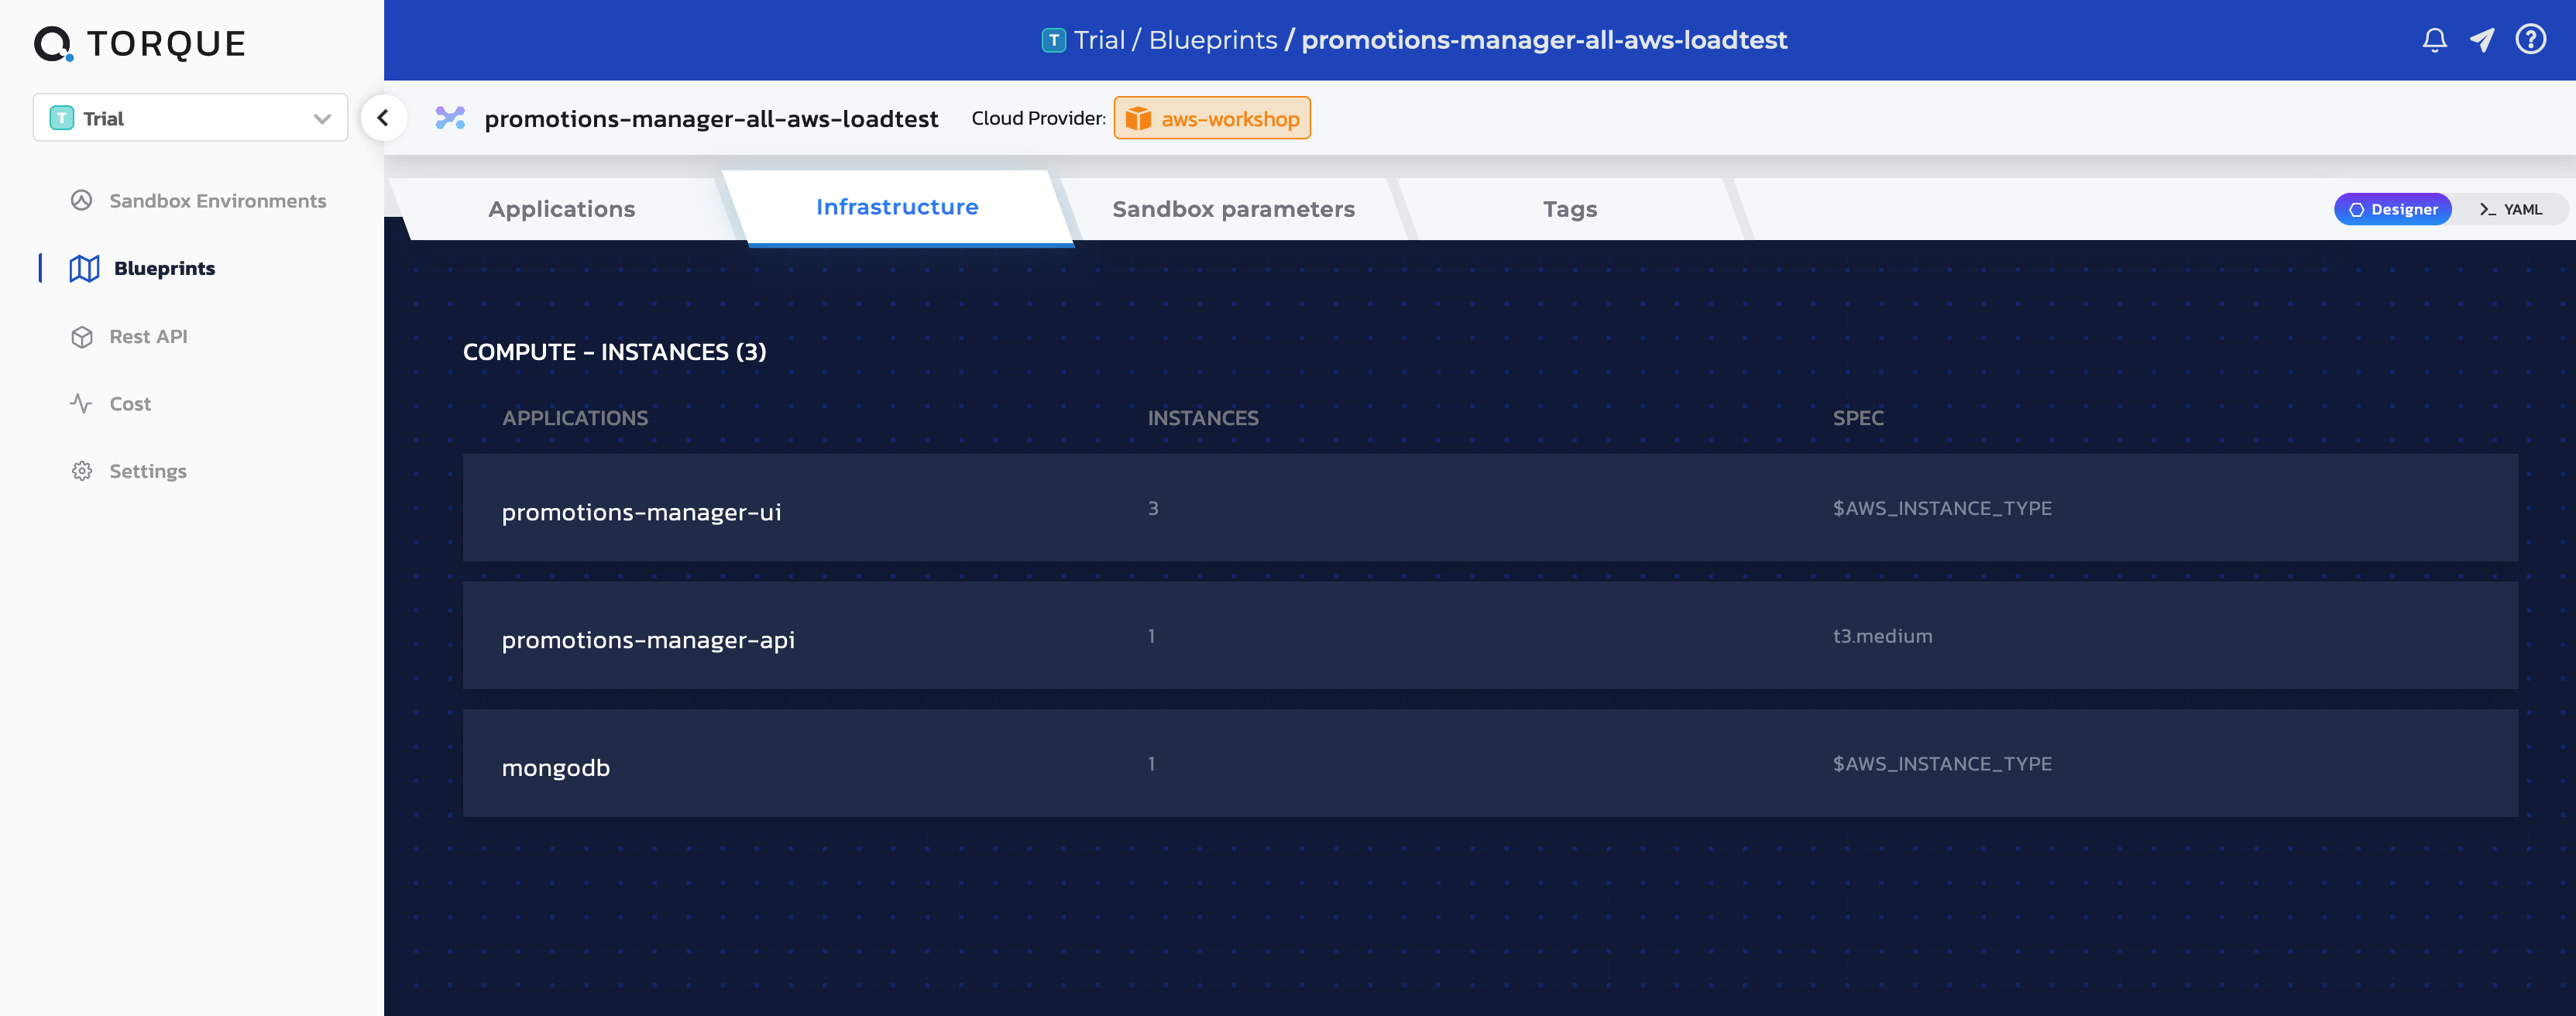 TORQUE
T Trial / Blueprints / promotions-manager-all-aws-loadtest
T Trial
promotions-manager-all-aws-loadtest Cloud Provider: aws-workshop
Sandbox Environments
Blueprints
Rest API
Cost
Settings
Applications Infrastructure Sandbox parameters Tags Designer >_ YAML
COMPUTE - INSTANCES (3)
APPLICATIONS INSTANCES SPEC
promotions-manager-ui 3 $AWS_INSTANCE_TYPE
promotions-manager-api 1 t3.medium
mongodb 1 $AWS_INSTANCE_TYPE